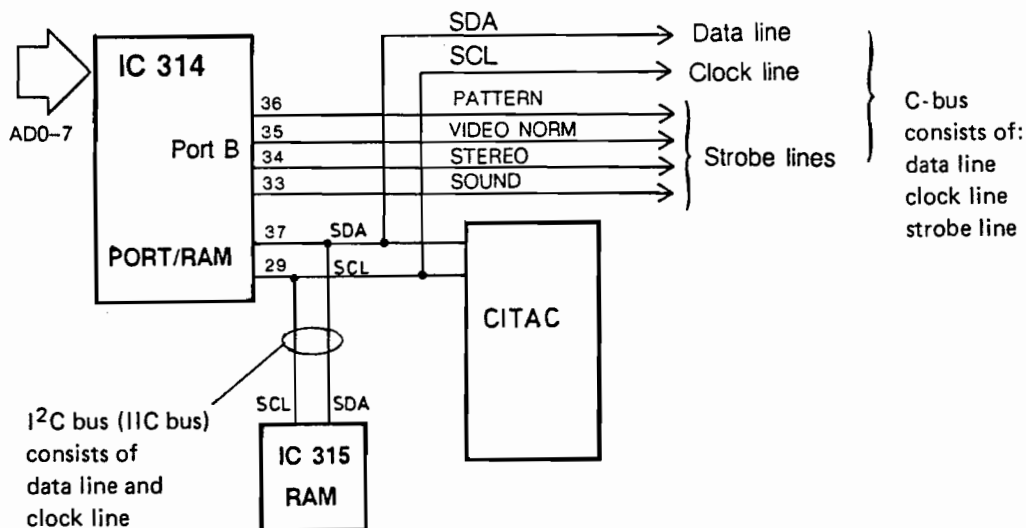 SDA
Data line
SCL
Clock line
IC 314
AD0-7
36
PATTERN
35
VIDEO NORM
Port B
34
STEREO
33
SOUND
Strobe lines
C-bus
consists of:
data line
clock line
strobe line
37
SDA
PORT/RAM
29
SCL
CITAC
I²C bus (IIC bus)
consists of
data line and
clock line
SCL
SDA
IC 315
RAM